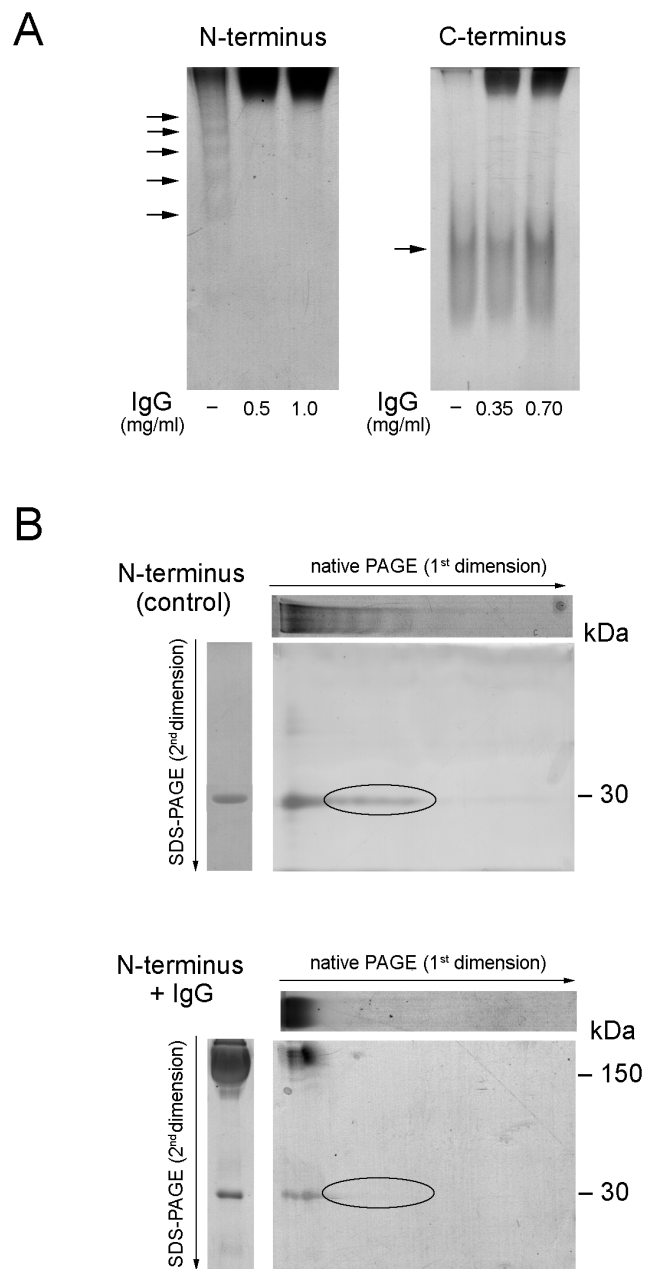 A
N-terminus
C-terminus
IgG
(mg/ml)
– 0.5 1.0
IgG
(mg/ml)
– 0.35 0.70
B
N-terminus
(control)
native PAGE (1st dimension)
kDa
SDS-PAGE (2nd dimension)
– 30
N-terminus
+ IgG
native PAGE (1st dimension)
kDa
SDS-PAGE (2nd dimension)
– 150
– 30